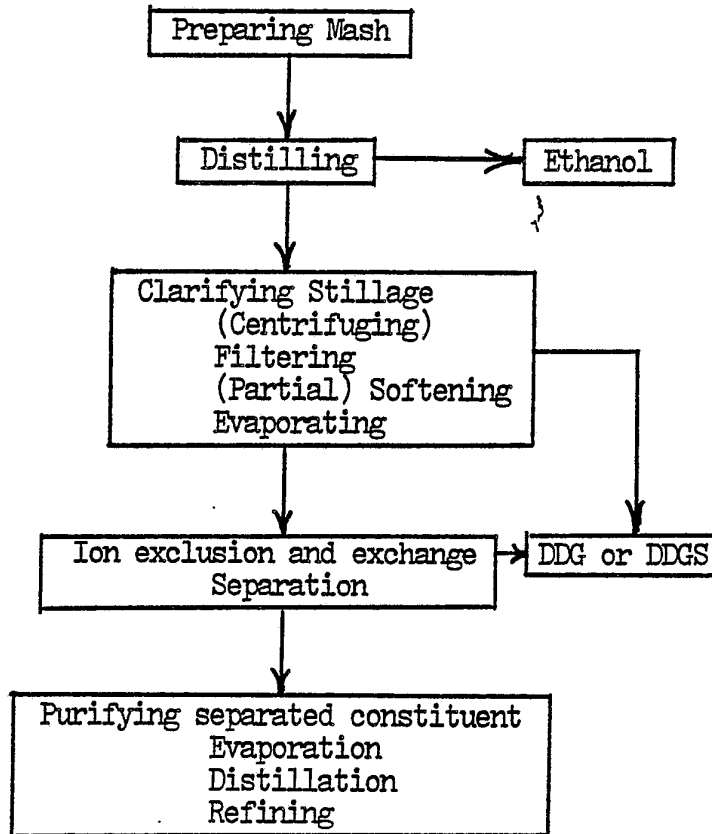 Preparing Mash
Distilling
Ethanol
Clarifying Stillage
(Centrifuging)
Filtering
(Partial) Softening
Evaporating
Ion exclusion and exchange
Separation
DDG or DDGS
Purifying separated constituent
Evaporation
Distillation
Refining